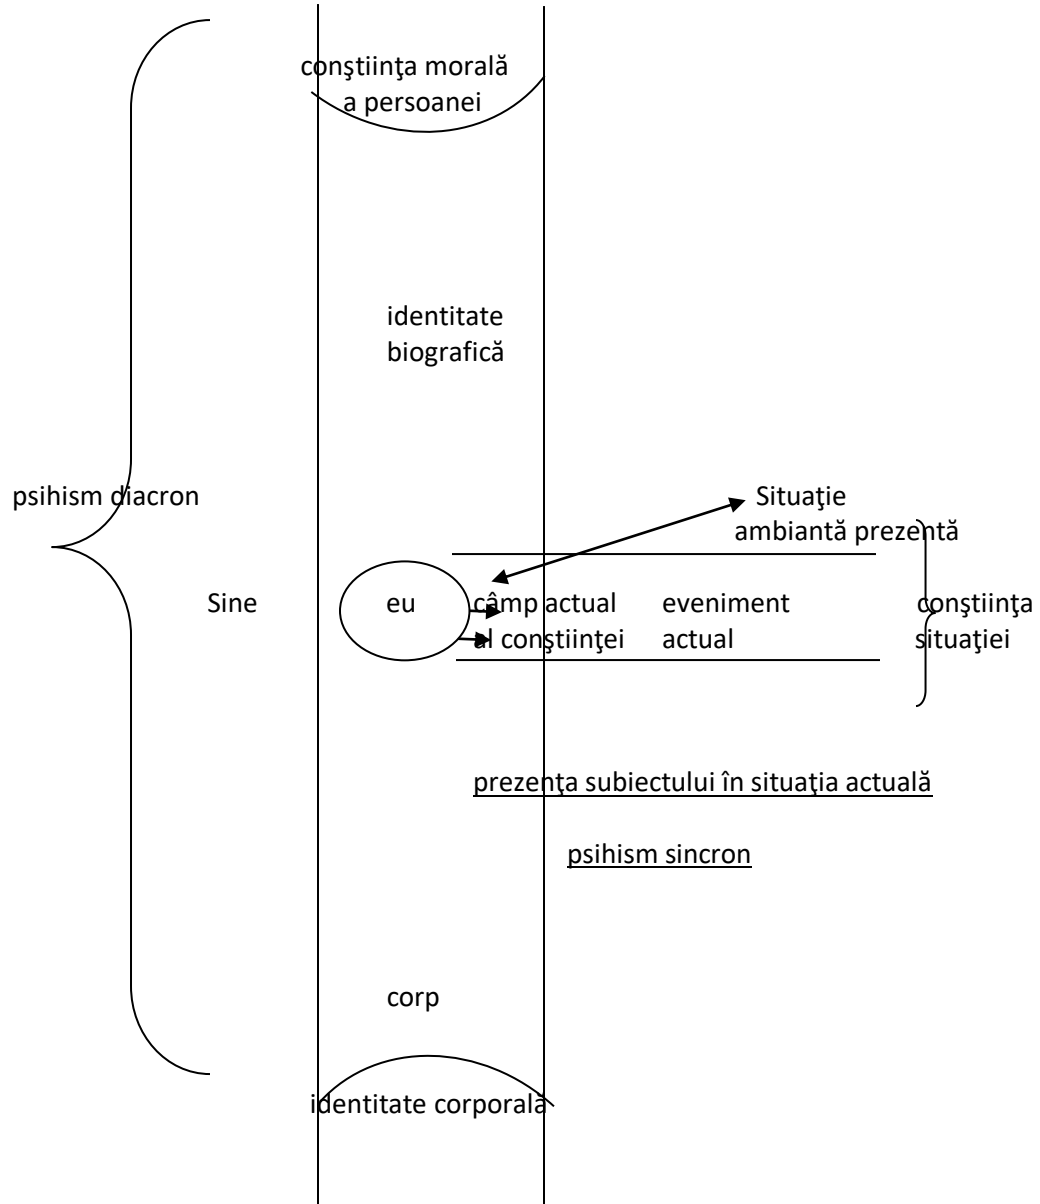 conştiinţa morală
a persoanei
identitate
biografică
psihism diacron
Situaţie
ambiantă prezentă
Sine
eu
câmp actual
al conştiinţei
eveniment
actual
conştiinţa
situaţiei
prezenţa subiectului în situaţia actuală
psihism sincron
corp
identitate corporală